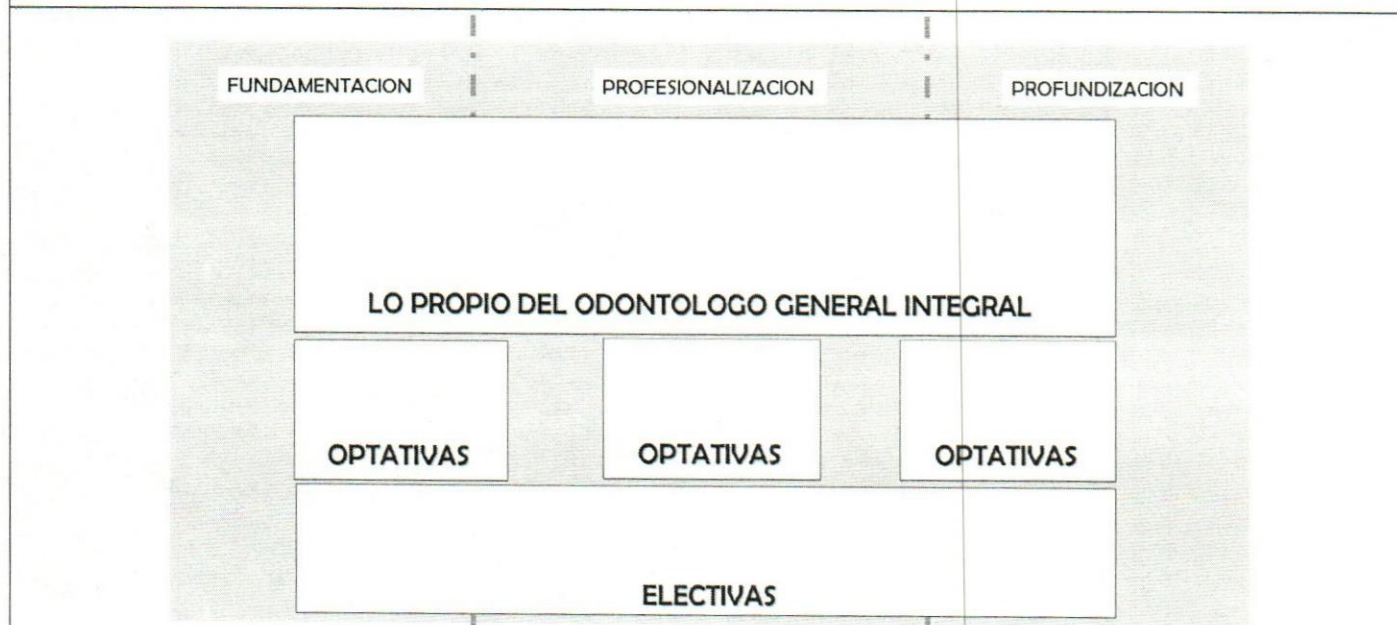 FUNDAMENTACION
PROFESIONALIZACION
PROFUNDIZACION
LO PROPIO DEL ODONTOLOGO GENERAL INTEGRAL
OPTATIVAS
OPTATIVAS
OPTATIVAS
ELECTIVAS